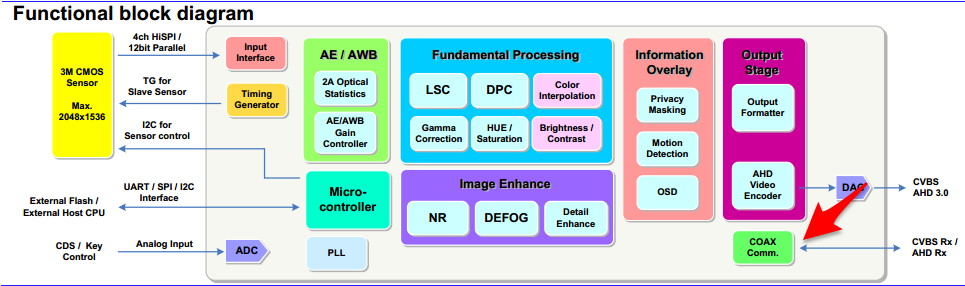 Functional block diagram
4ch HiSPI /
12bit Parallel
3M CMOS
Sensor
Max.
2048x1536
TG for
Slave Sensor
I2C for
Sensor control
UART / SPI / I2C
Interface
External Flash /
External Host CPU
CDS / Key
Control
Analog Input
Input
Interface
Timing
Generator
ADC
AE / AWB
2A Optical
Statistics
AE/AWB
Gain
Controller
Micro-
controller
PLL
Fundamental Processing
LSC
DPC
Color
Interpolation
Gamma
Correction
HUE /
Saturation
Brightness /
Contrast
Image Enhance
NR
DEFOG
Detail
Enhance
Information
Overlay
Privacy
Masking
Motion
Detection
OSD
Output
Stage
Output
Formatter
AHD
Video
Encoder
COAX
Comm.
DAC
CVBS
AHD 3.0
CVBS Rx /
AHD Rx